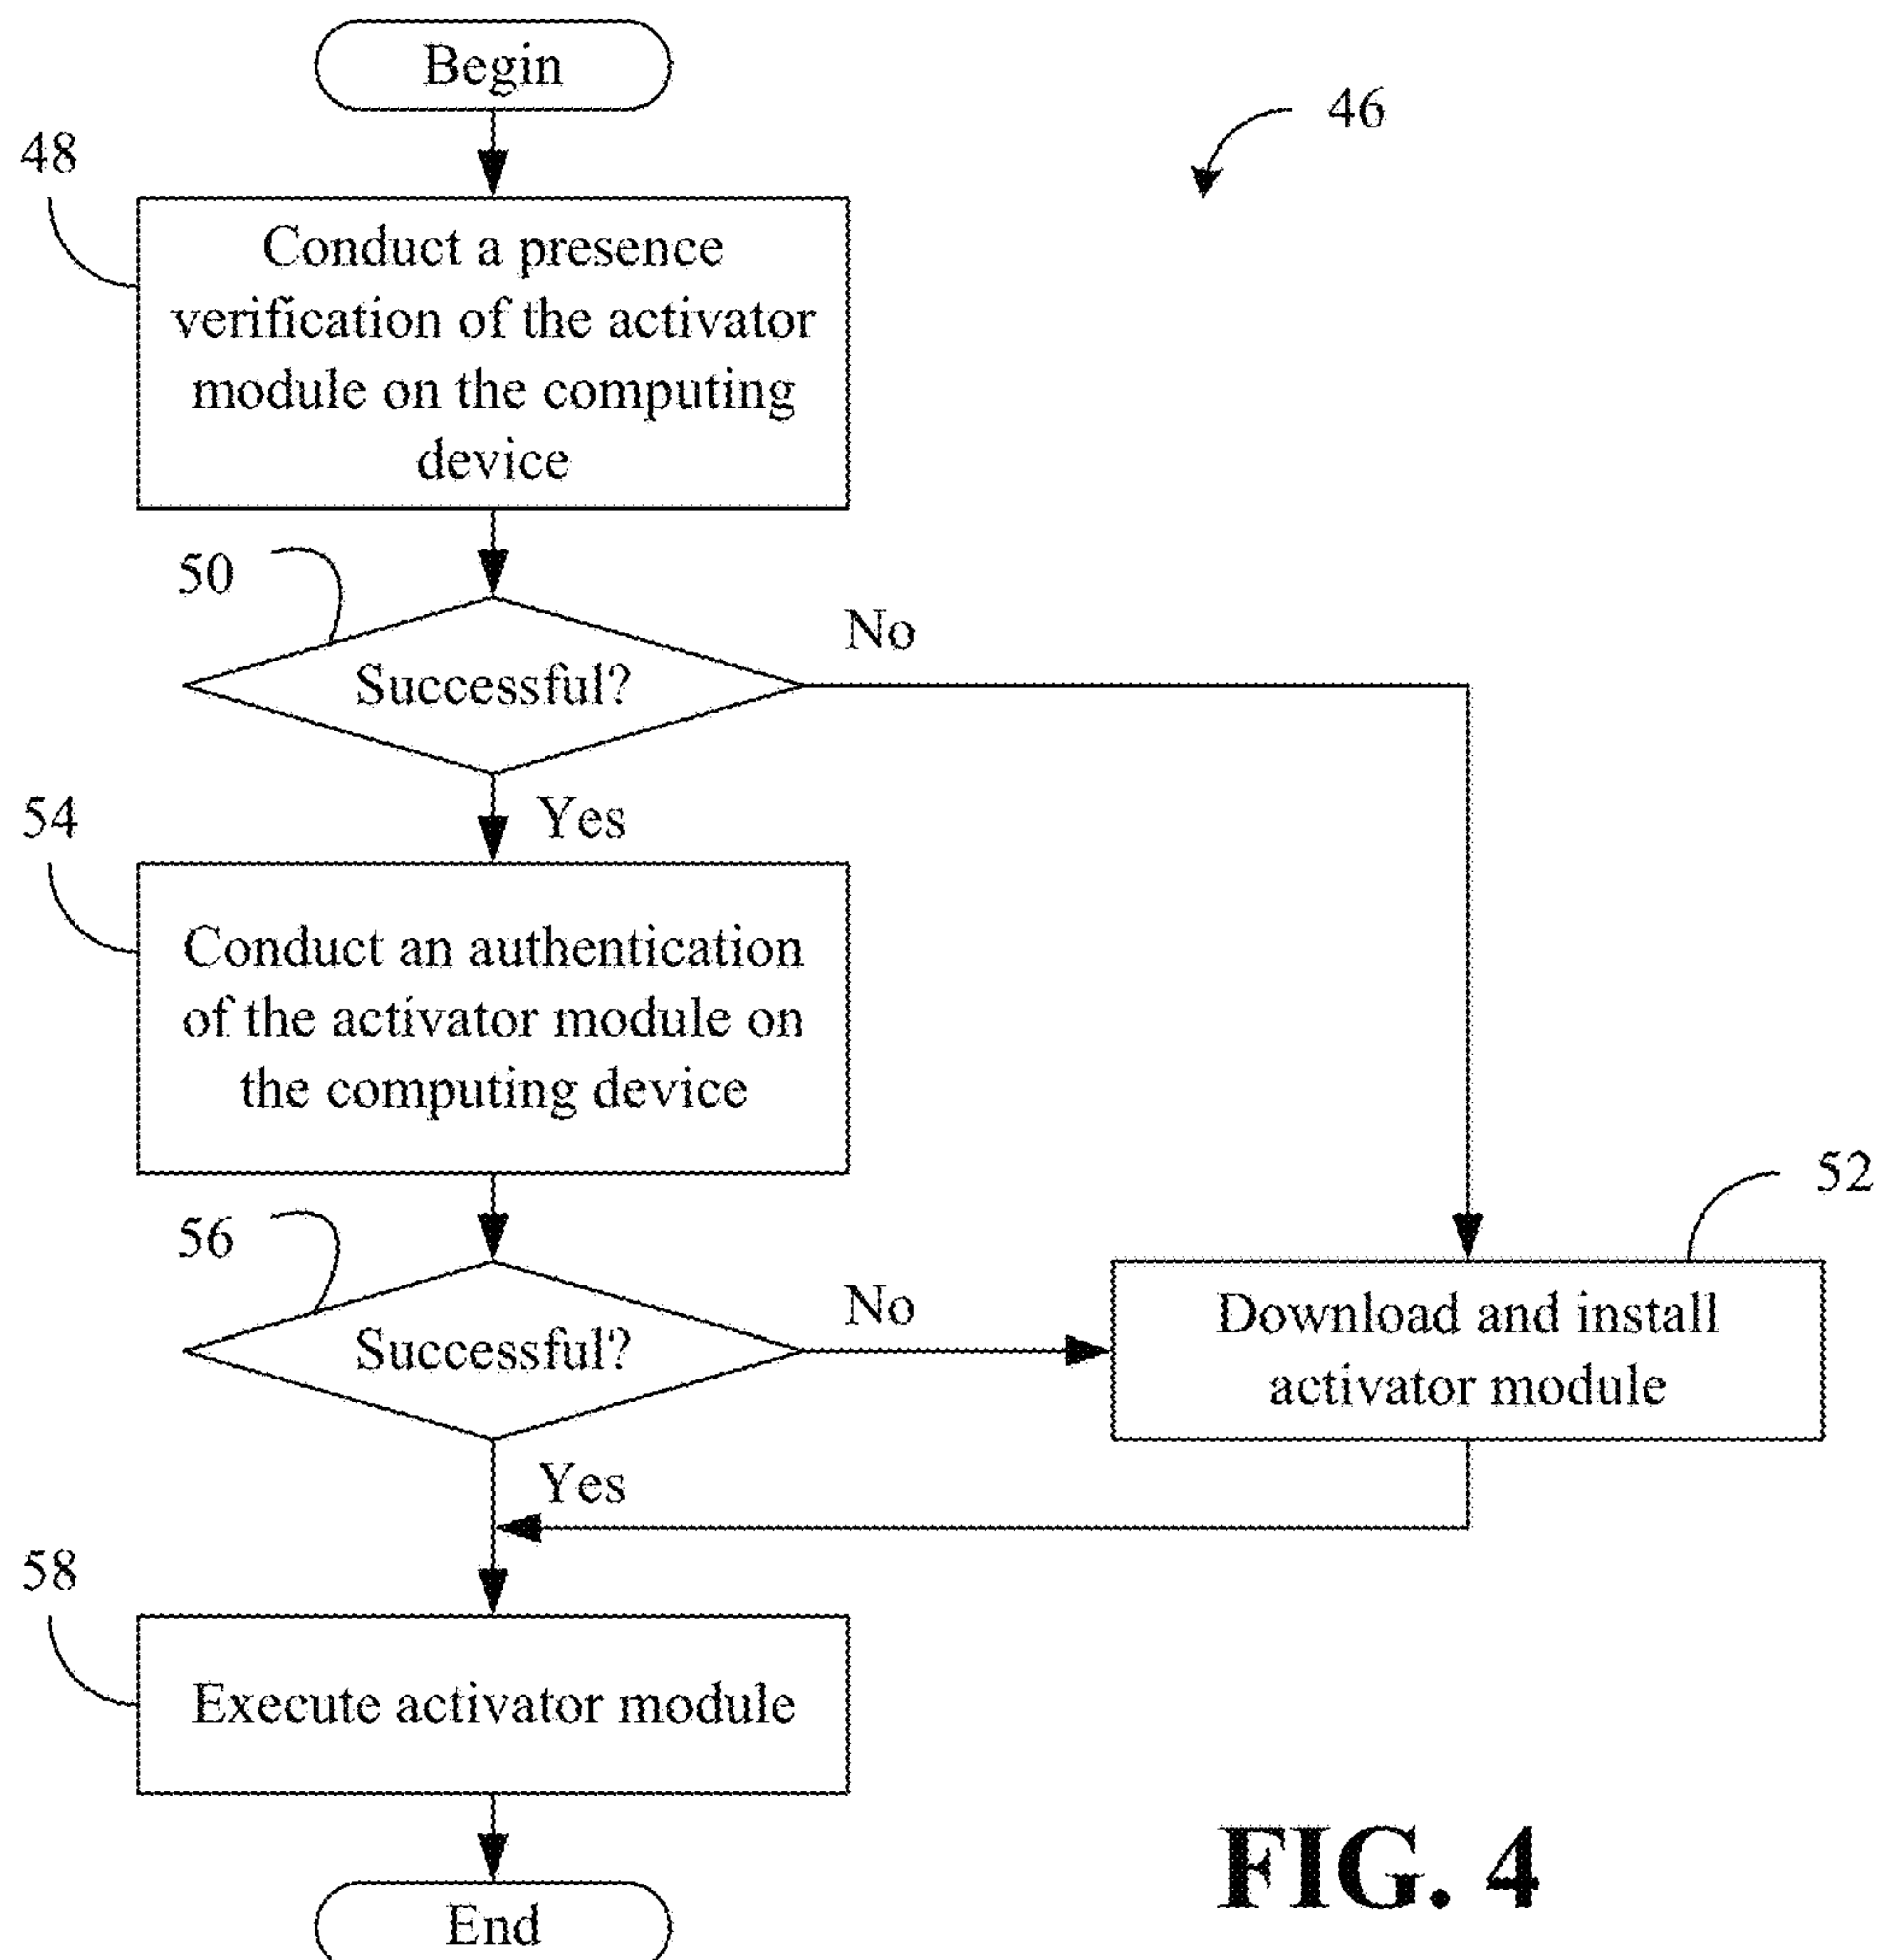 Begin
46
48
Conduct a presence
verification of the activator
module on the computing
device
50
Successful?
No
Yes
54
Conduct an authentication
of the activator module on
the computing device
52
56
Successful?
No
Download and install
activator module
Yes
58
Execute activator module
End
FIG. 4